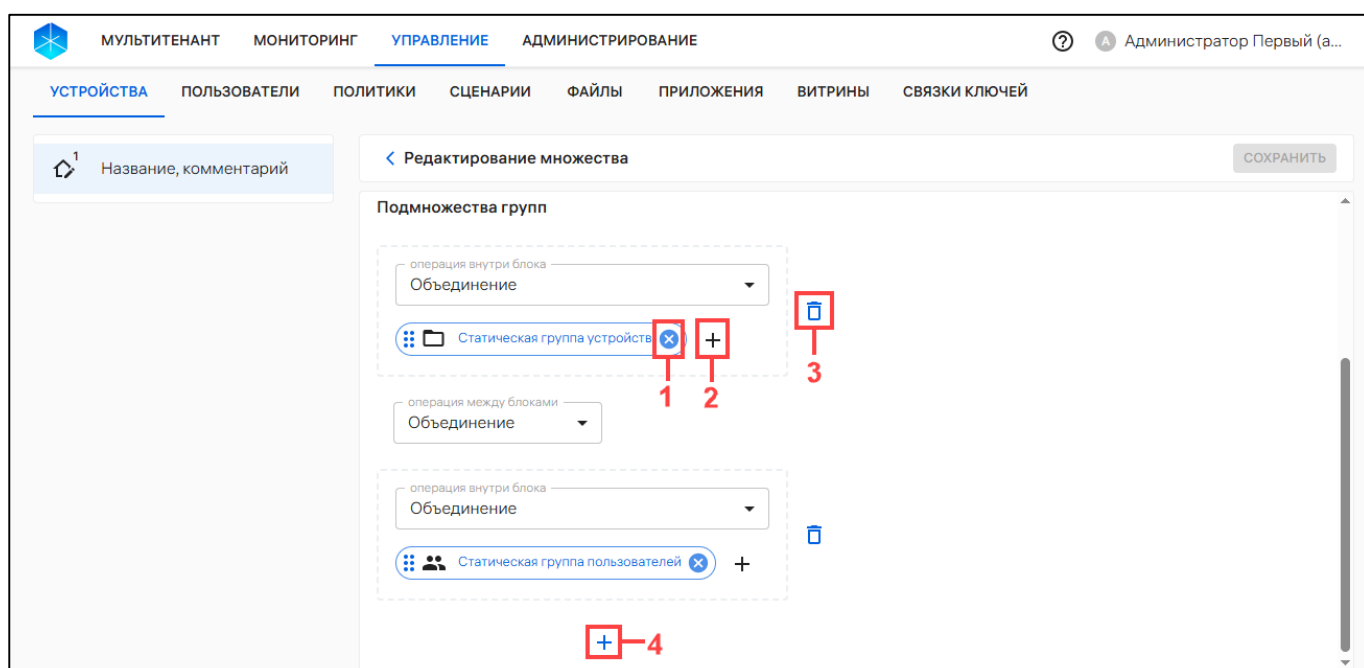 МУЛЬТИТЕНАНТ МОНИТОРИНГ УПРАВЛЕНИЕ АДМИНИСТРИРОВАНИЕ ? А Администратор Первый (а...
УСТРОЙСТВА ПОЛЬЗОВАТЕЛИ ПОЛИТИКИ СЦЕНАРИИ ФАЙЛЫ ПРИЛОЖЕНИЯ ВИТРИНЫ СВЯЗКИ КЛЮЧЕЙ
1 Название, комментарий
Редактирование множества СОХРАНИТЬ
Подмножества групп
операция внутри блока
Объединение
Статическая группа устройств
1 2 3
операция между блоками
Объединение
операция внутри блока
Объединение
Статическая группа пользователей
4